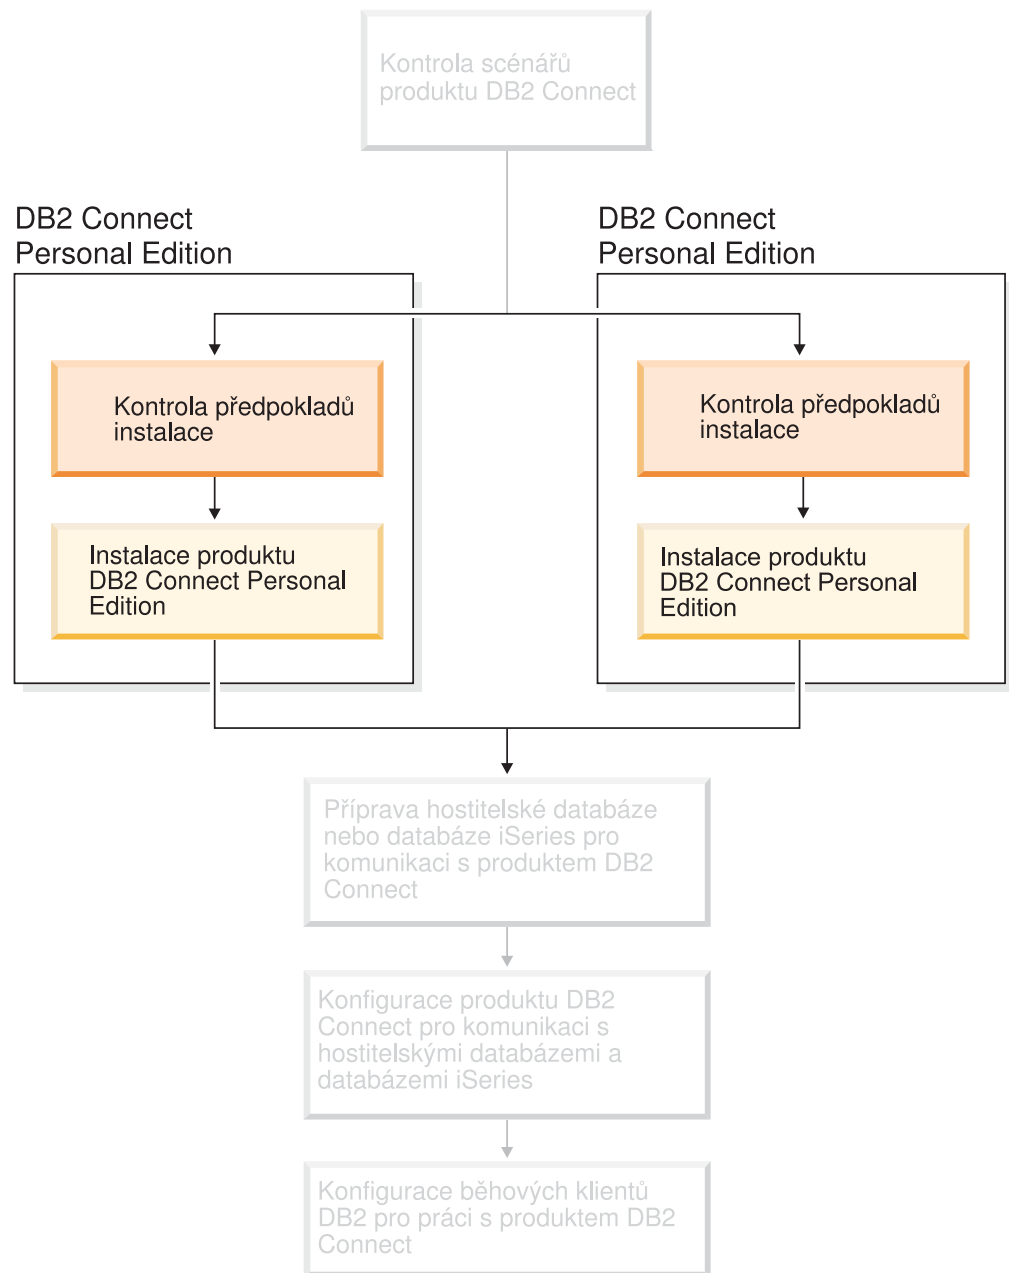 Kontrola scénářů
produktu DB2 Connect
DB2 Connect
Personal Edition
Kontrola předpokladů
instalace
Instalace produktu
DB2 Connect Personal
Edition
DB2 Connect
Personal Edition
Kontrola předpokladů
instalace
Instalace produktu
DB2 Connect Personal
Edition
Příprava hostitelské databáze
nebo databáze iSeries pro
komunikaci s produktem DB2
Connect
Konfigurace produktu DB2
Connect pro komunikaci s
hostitelskými databázemi a
databázemi iSeries
Konfigurace běhových klientů
DB2 pro práci s produktem DB2
Connect